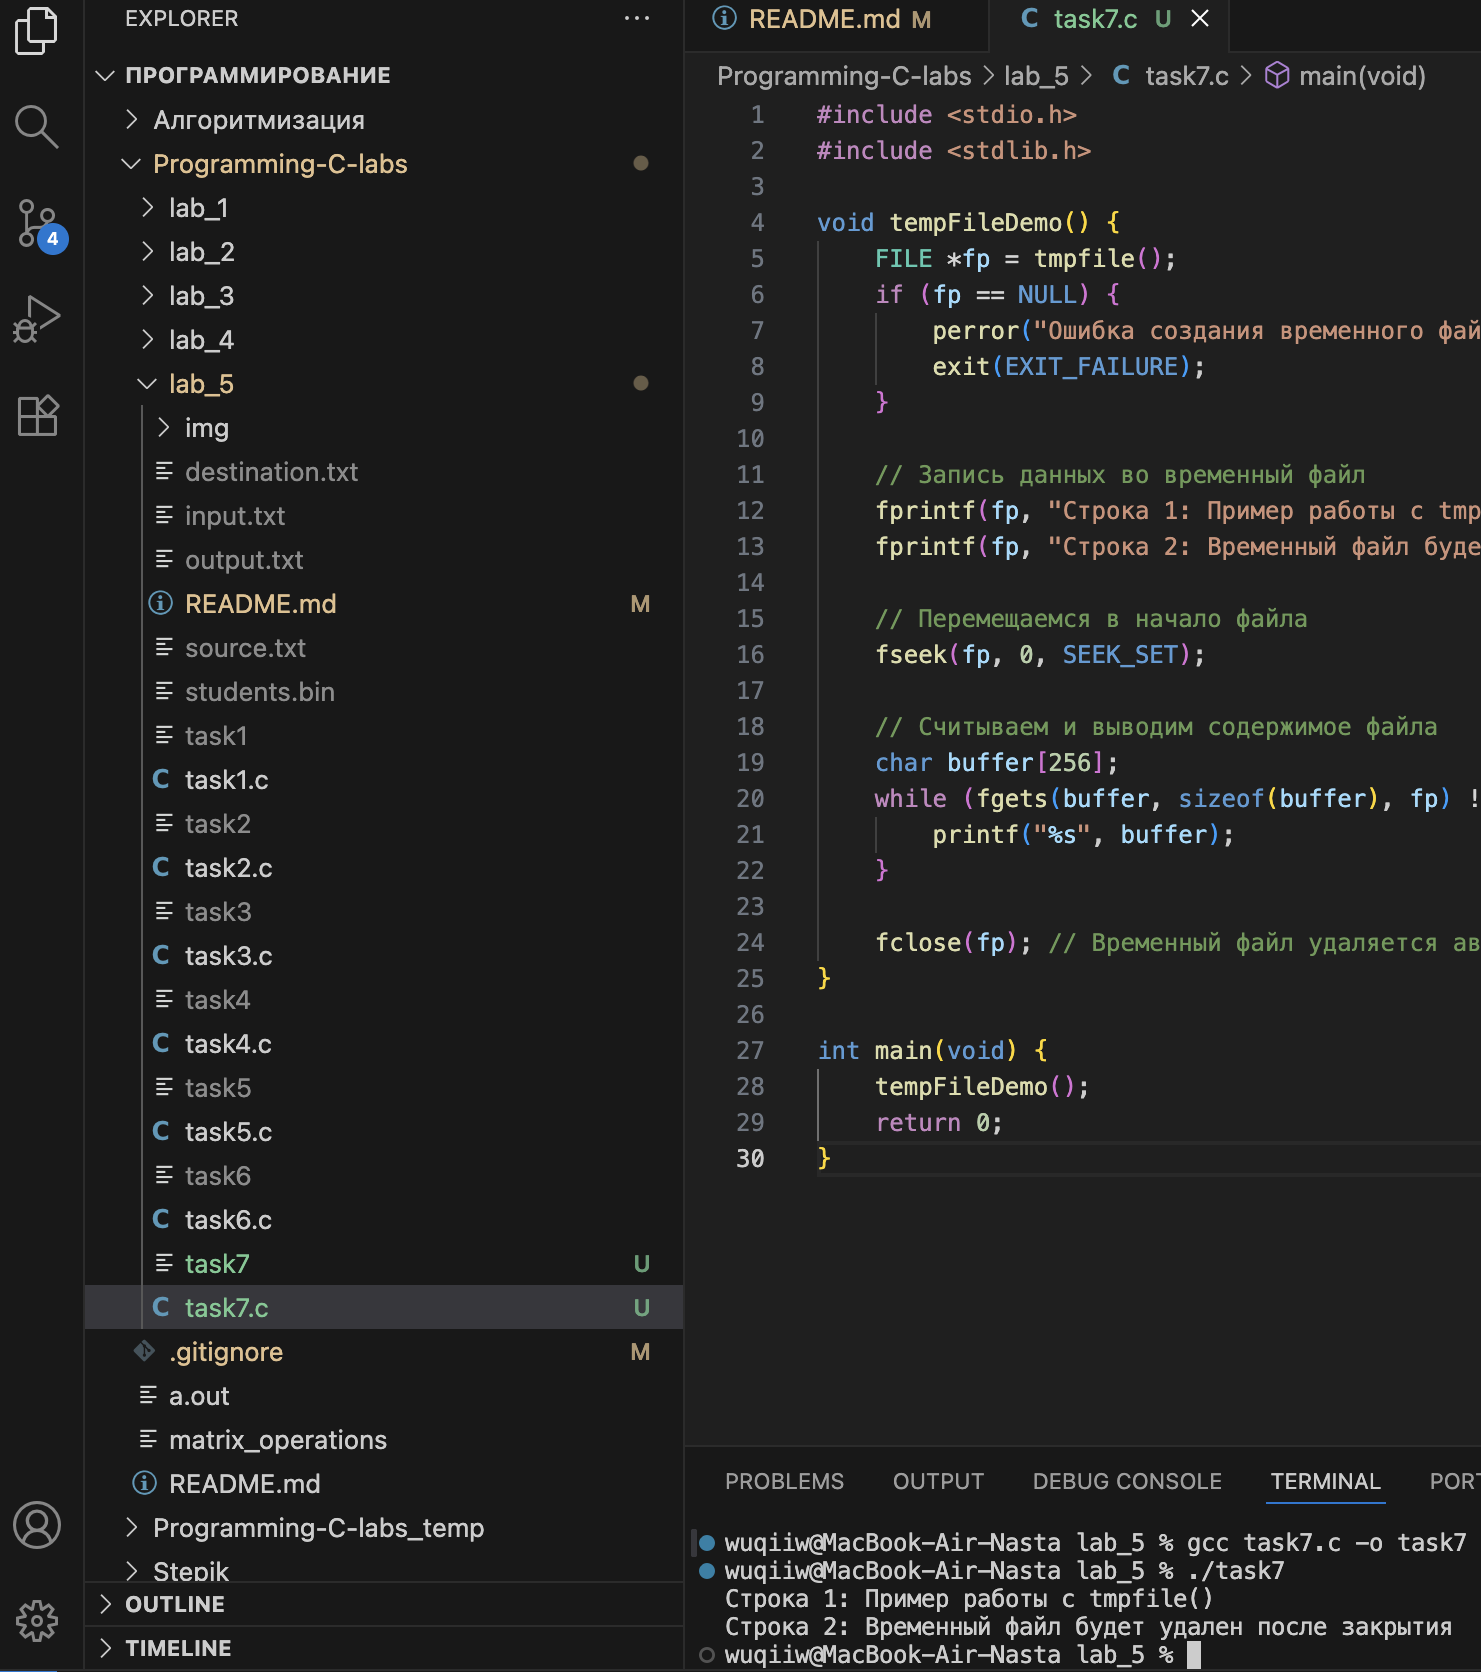 EXPLORER
ПРОГРАММИРОВАНИЕ
Алгоритмизация
Programming-C-labs
lab_1
lab_2
4
lab_3
lab_4
lab_5
img
destination.txt
input.txt
output.txt
README.md M
source.txt
students.bin
task1
task1.c
task2
task2.c
task3
task3.c
task4
task4.c
task5
task5.c
task6
task6.c
task7 U
task7.c U
.gitignore M
a.out
matrix_operations
README.md
Programming-C-labs_temp
Stepik
OUTLINE
TIMELINE
README.md M task7.c U
Programming-C-labs > lab_5 > C task7.c > main(void)
1 #include <stdio.h>
2 #include <stdlib.h>
3
4 void tempFileDemo() {
5 FILE *fp = tmpfile();
6 if (fp == NULL) {
7 perror("Ошибка создания временного фай
8 exit(EXIT_FAILURE);
9 }
10
11 // Запись данных во временный файл
12 fprintf(fp, "Строка 1: Пример работы с tmp
13 fprintf(fp, "Строка 2: Временный файл буде
14
15 // Перемещаемся в начало файла
16 fseek(fp, 0, SEEK_SET);
17
18 // Считываем и выводим содержимое файла
19 char buffer[256];
20 while (fgets(buffer, sizeof(buffer), fp) !
21 printf("%s", buffer);
22 }
23
24 fclose(fp); // Временный файл удаляется ав
25 }
26
27 int main(void) {
28 tempFileDemo();
29 return 0;
30 }
PROBLEMS OUTPUT DEBUG CONSOLE TERMINAL PORT
wuqiiw@MacBook-Air-Nasta lab_5 % gcc task7.c -o task7
wuqiiw@MacBook-Air-Nasta lab_5 % ./task7
Строка 1: Пример работы с tmpfile()
Строка 2: Временный файл будет удален после закрытия
wuqiiw@MacBook-Air-Nasta lab_5 %